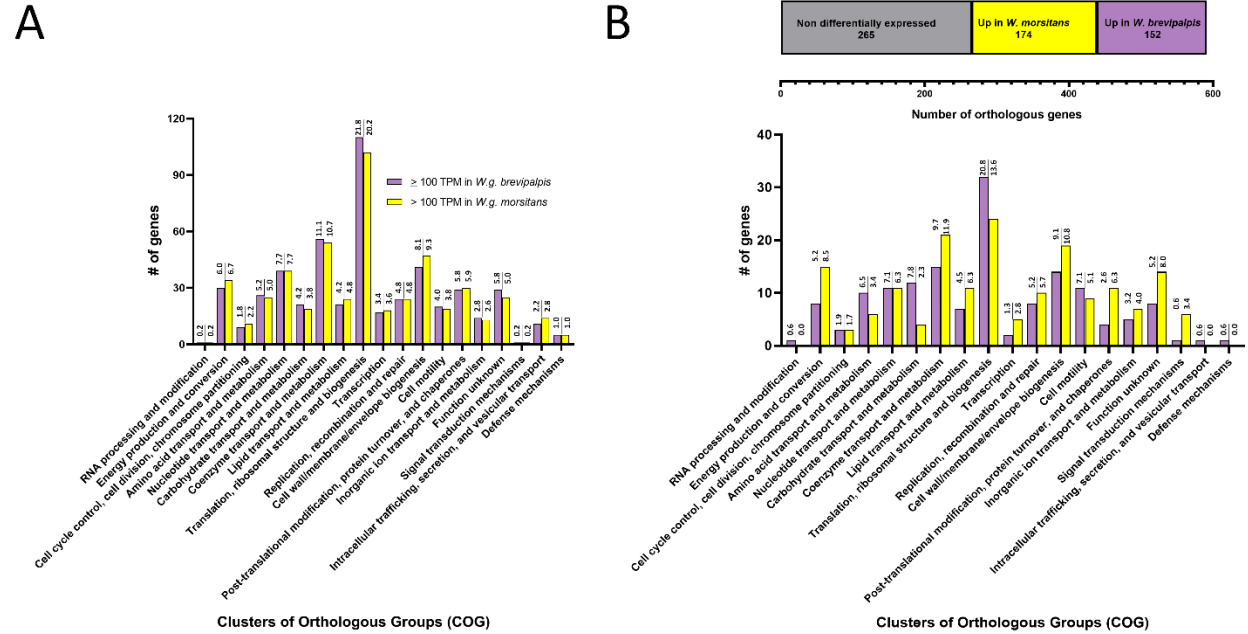 A
# of genes
120
90
60
30
0
≥ 100 TPM in W.g. brevipalpis
> 100 TPM in W.g. morsitans
0.2 0.2
6.0 6.7
1.8 2.2
5.2 5.0
7.7 7.7
4.2 3.8
11.1 10.7
4.2 4.8
21.8 20.2
3.4 3.6
4.8 4.8
8.1 9.3
4.0 3.8
5.8 5.9
2.8 2.6
5.8 5.0
0.2 0.2
2.2 2.8
1.0 1.0
RNA processing and modification
Energy production and conversion
Cell cycle control, cell division, chromosome partitioning
Amino acid transport and metabolism
Nucleotide transport and metabolism
Carbohydrate transport and metabolism
Coenzyme transport and metabolism
Lipid transport and metabolism
Translation, ribosomal structure and biogenesis
Transcription
Replication, recombination and repair
Cell wall/membrane/envelope biogenesis
Cell motility
Post-translational modification, protein turnover, and chaperones
Inorganic ion transport and metabolism
Function unknown
Signal transduction mechanisms
Intracellular trafficking, secretion, and vesicular transport
Defense mechanisms
Clusters of Orthologous Groups (COG)
B
Non differentially expressed
265
Up in W. morsitans
174
Up in W. brevipalpis
152
0 200 400 600
Number of orthologous genes
# of genes
40
30
20
10
0
0.6 0.0
5.2 8.5
1.9 1.7
6.5 3.4
7.1 6.3
7.8 2.3
9.7 11.9
4.5 6.3
20.8 13.6
1.3 2.8
5.2 5.7
9.1 10.8
7.1 5.1
2.6 6.3
3.2 4.0
5.2 8.0
0.6 3.4
0.6 0.0
0.6 0.0
RNA processing and modification
Energy production and conversion
Cell cycle control, cell division, chromosome partitioning
Amino acid transport and metabolism
Nucleotide transport and metabolism
Carbohydrate transport and metabolism
Coenzyme transport and metabolism
Lipid transport and metabolism
Translation, ribosomal structure and biogenesis
Transcription
Replication, recombination and repair
Cell wall/membrane/envelope biogenesis
Cell motility
Post-translational modification, protein turnover, and chaperones
Inorganic ion transport and metabolism
Function unknown
Signal transduction mechanisms
Intracellular trafficking, secretion, and vesicular transport
Defense mechanisms
Clusters of Orthologous Groups (COG)